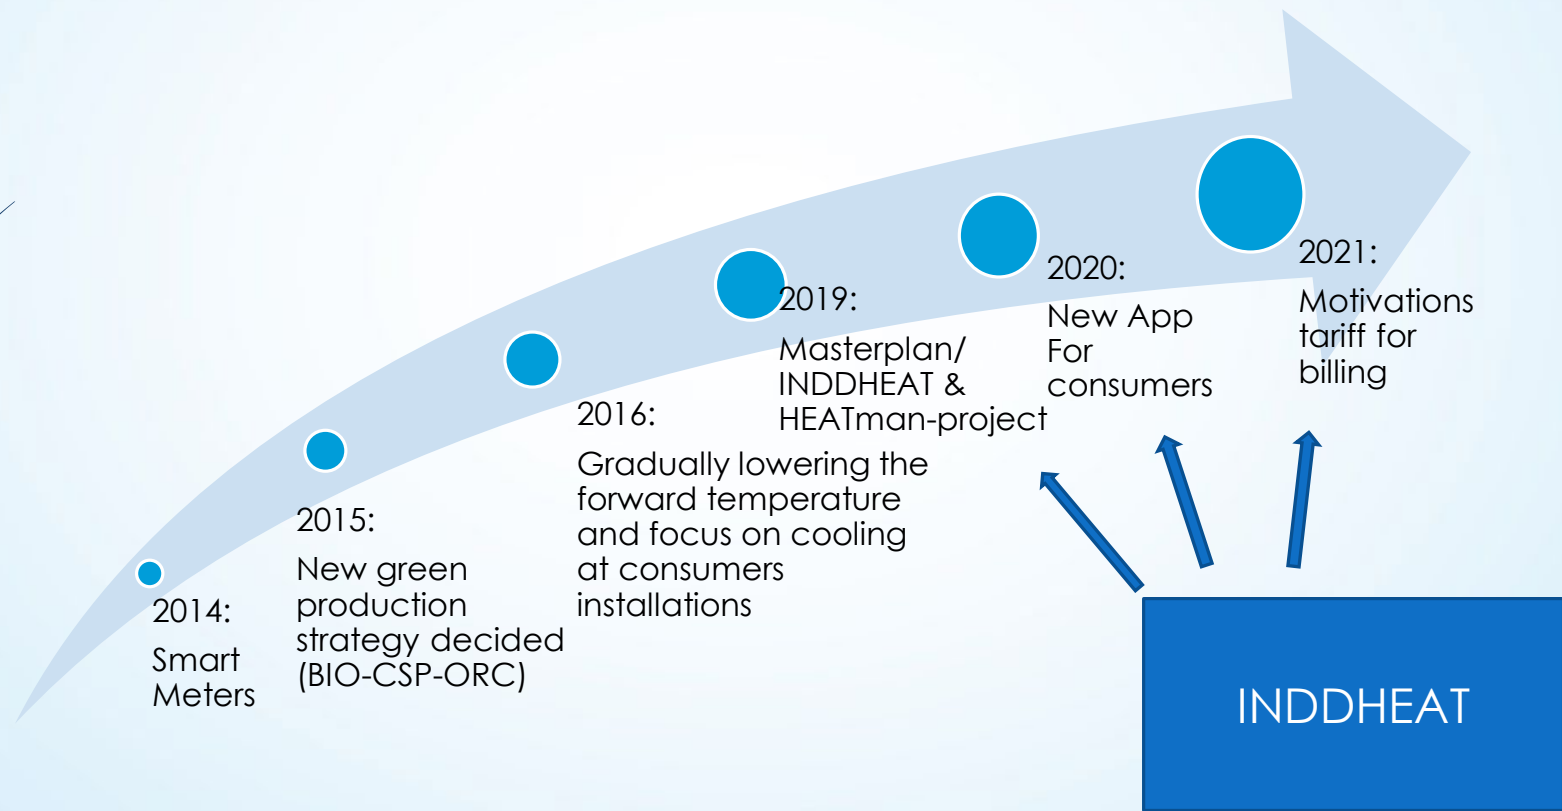 2014:
Smart
Meters
2015:
New green
production
strategy decided
(BIO-CSP-ORC)
2016:
Gradually lowering the
forward temperature
and focus on cooling
at consumers
installations
2019:
Masterplan/
INDDHEAT &
HEATman-project
2020:
New App
For
consumers
2021:
Motivations
tariff for
billing
INDDHEAT